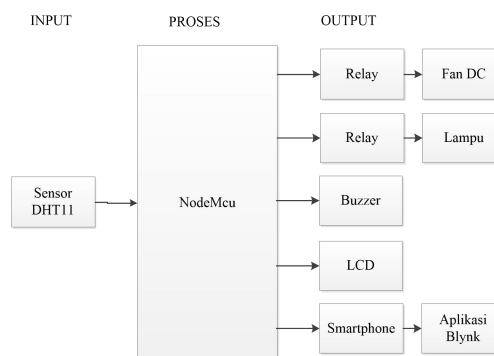 INPUT PROSES OUTPUT
Relay Fan DC
Relay Lampu
Sensor
DHT11
NodeMcu
Buzzer
LCD
Smartphone
Aplikasi
Blynk